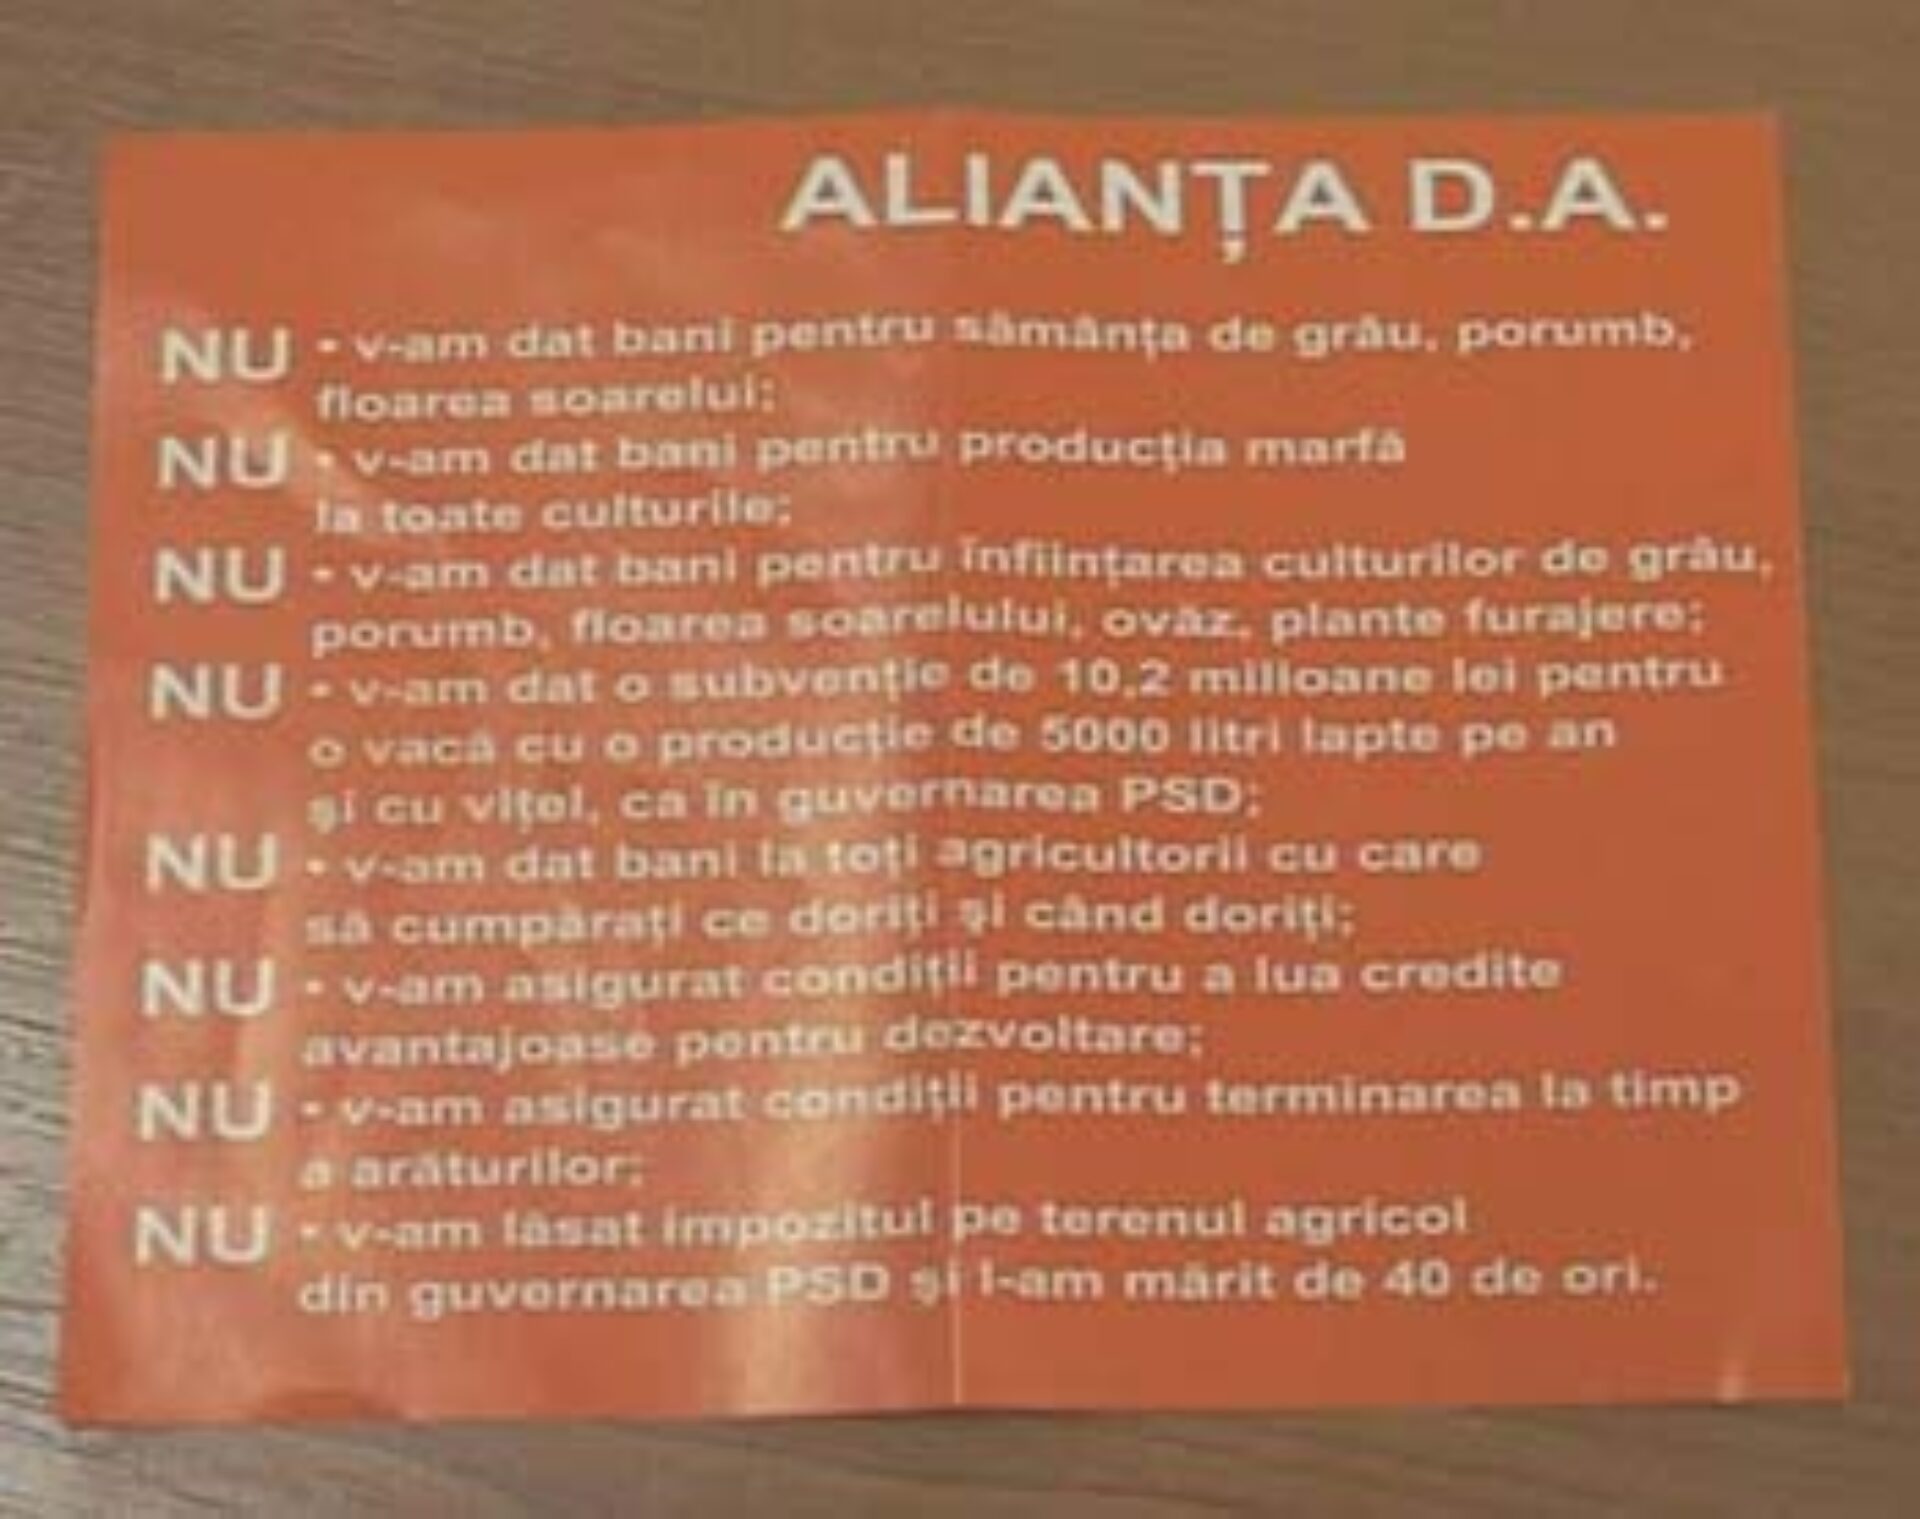 ALIANȚA D.A.
NU • v-am dat bani pentru sămânța de grâu, porumb,
floarea soarelui;
NU • v-am dat bani pentru producția marfă
la toate culturile;
NU • v-am dat bani pentru înființarea culturilor de grâu,
porumb, floarea soarelului, ovăz, plante furajere;
NU • v-am dat o subvenție de 10,2 milioane lei pentru
o vacă cu o producție de 5000 litri lapte pe an
și cu vițel, ca în guvernarea PSD;
NU • v-am dat bani la toți agricultorii cu care
să cumpărați ce doriți și când doriți;
NU • v-am asigurat condiții pentru a lua credite
avantajoase pentru dezvoltare;
NU • v-am asigurat condiții pentru terminarea la timp
a arăturilor;
NU • v-am lăsat impozitul pe terenul agricol
din guvernarea PSD și l-am mărit de 40 de ori.